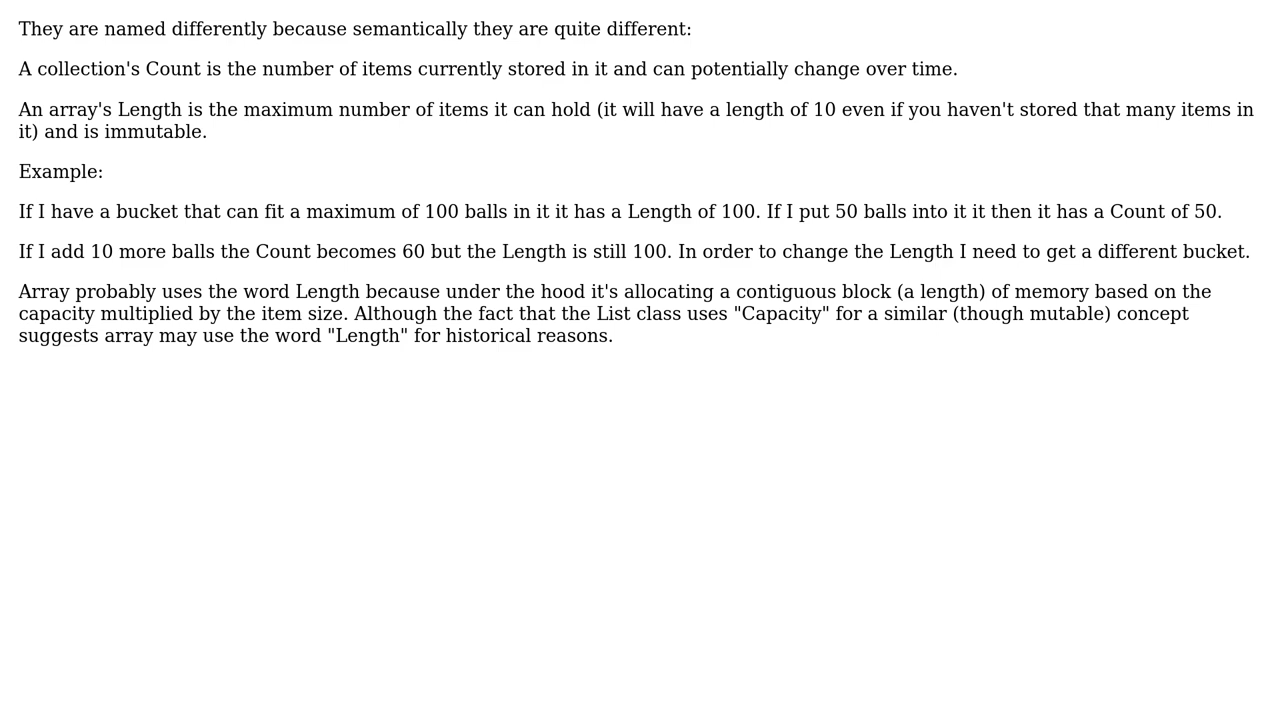 They are named differently because semantically they are quite different:
A collection's Count is the number of items currently stored in it and can potentially change over time.
An array's Length is the maximum number of items it can hold (it will have a length of 10 even if you haven't stored that many items in
it) and is immutable.
Example:
If I have a bucket that can fit a maximum of 100 balls in it it has a Length of 100. If I put 50 balls into it it then it has a Count of 50.
If I add 10 more balls the Count becomes 60 but the Length is still 100. In order to change the Length I need to get a different bucket.
Array probably uses the word Length because under the hood it's allocating a contiguous block (a length) of memory based on the
capacity multiplied by the item size. Although the fact that the List class uses "Capacity" for a similar (though mutable) concept
suggests array may use the word "Length" for historical reasons.